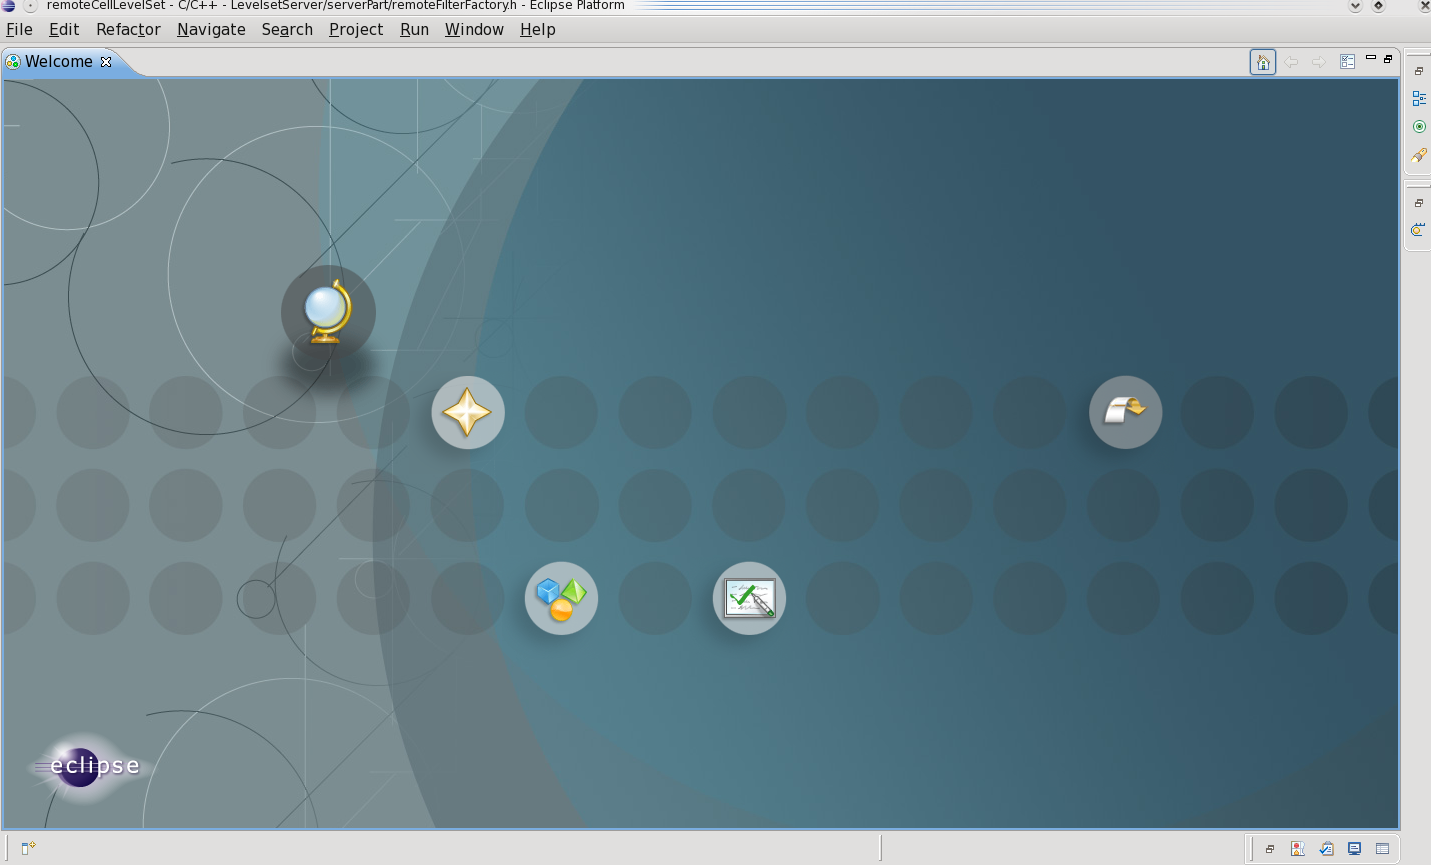 remoteCellLevelSet - C/C++ - LevelsetServer/serverPart/remoteFilterFactory.h - Eclipse Platform
File Edit Refactor Navigate Search Project Run Window Help
Welcome
eclipse